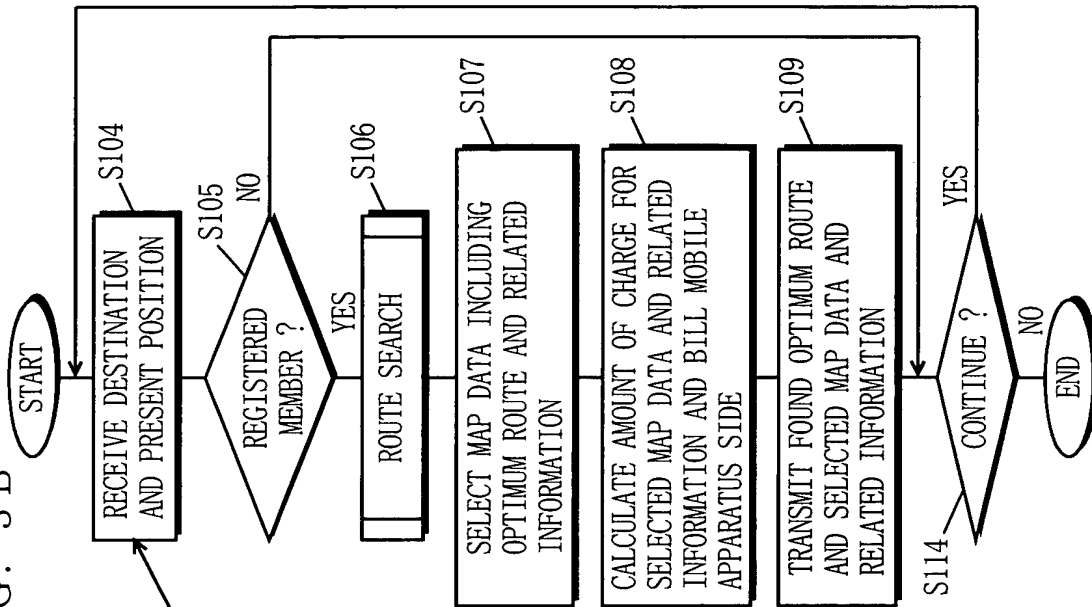 G. 3 B
START
RECEIVE DESTINATION
AND PRESENT POSITION
S104
REGISTERED
MEMBER ?
S105
NO
YES
ROUTE SEARCH
S106
SELECT MAP DATA INCLUDING
OPTIMUM ROUTE AND RELATED
INFORMATION
S107
CALCULATE AMOUNT OF CHARGE FOR
SELECTED MAP DATA AND RELATED
INFORMATION AND BILL MOBILE
APPARATUS SIDE
S108
TRANSMIT FOUND OPTIMUM ROUTE
AND SELECTED MAP DATA AND
RELATED INFORMATION
S109
S114
CONTINUE ?
YES
NO
END